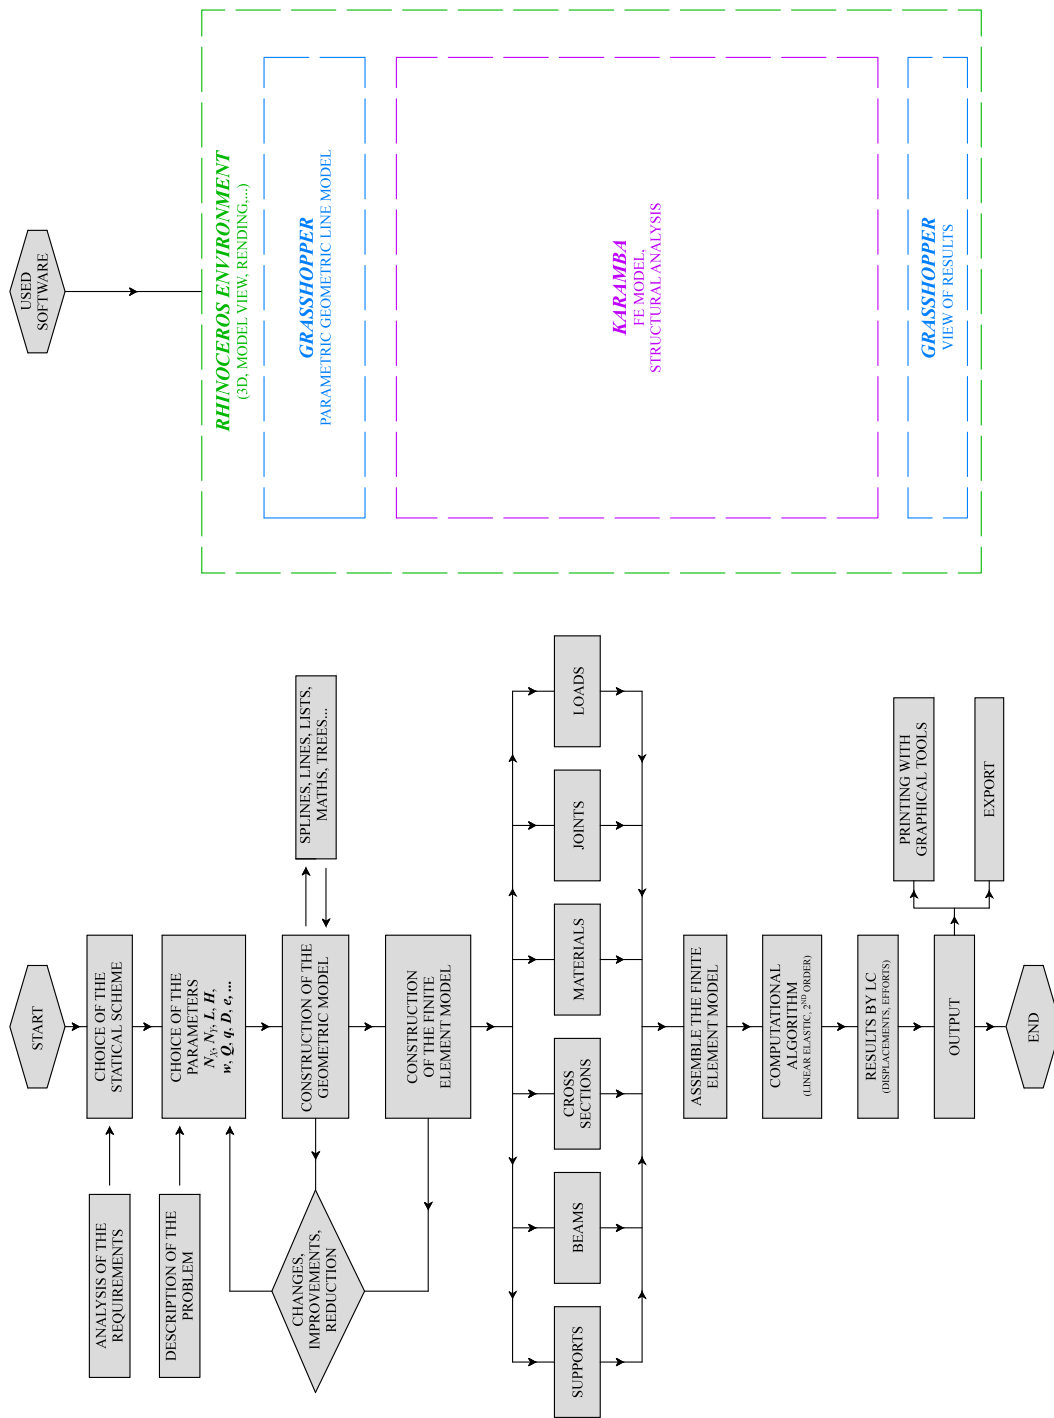 START
CHOICE OF THE
STATICAL SCHEME
ANALYSIS OF THE
REQUIREMENTS
CHOICE OF THE
PARAMETERS
NX, NY, L, H,
w, Q, q, D, e, ...
DESCRIPTION OF THE
PROBLEM
CONSTRUCTION OF THE
GEOMETRIC MODEL
SPLINES, LINES, LISTS,
MATHS, TREES...
CHANGES,
IMPROVEMENTS,
REDUCTION
CONSTRUCTION
OF THE FINITE
ELEMENT MODEL
SUPPORTS
BEAMS
CROSS
SECTIONS
MATERIALS
JOINTS
LOADS
ASSEMBLE THE FINITE
ELEMENT MODEL
COMPUTATIONAL
ALGORITHM
(LINEAR ELASTIC, 2ND ORDER)
RESULTS BY LC
(DISPLACEMENTS, EFFORTS)
OUTPUT
PRINTING WITH
GRAPHICAL TOOLS
EXPORT
END
USED
SOFTWARE
RHINOCEROS ENVIRONMENT
(3D, MODEL VIEW, RENDING,...)
GRASSHOPPER
PARAMETRIC GEOMETRIC LINE MODEL
KARAMBA
FE MODEL,
STRUCTURAL ANALYSIS
GRASSHOPPER
VIEW OF RESULTS